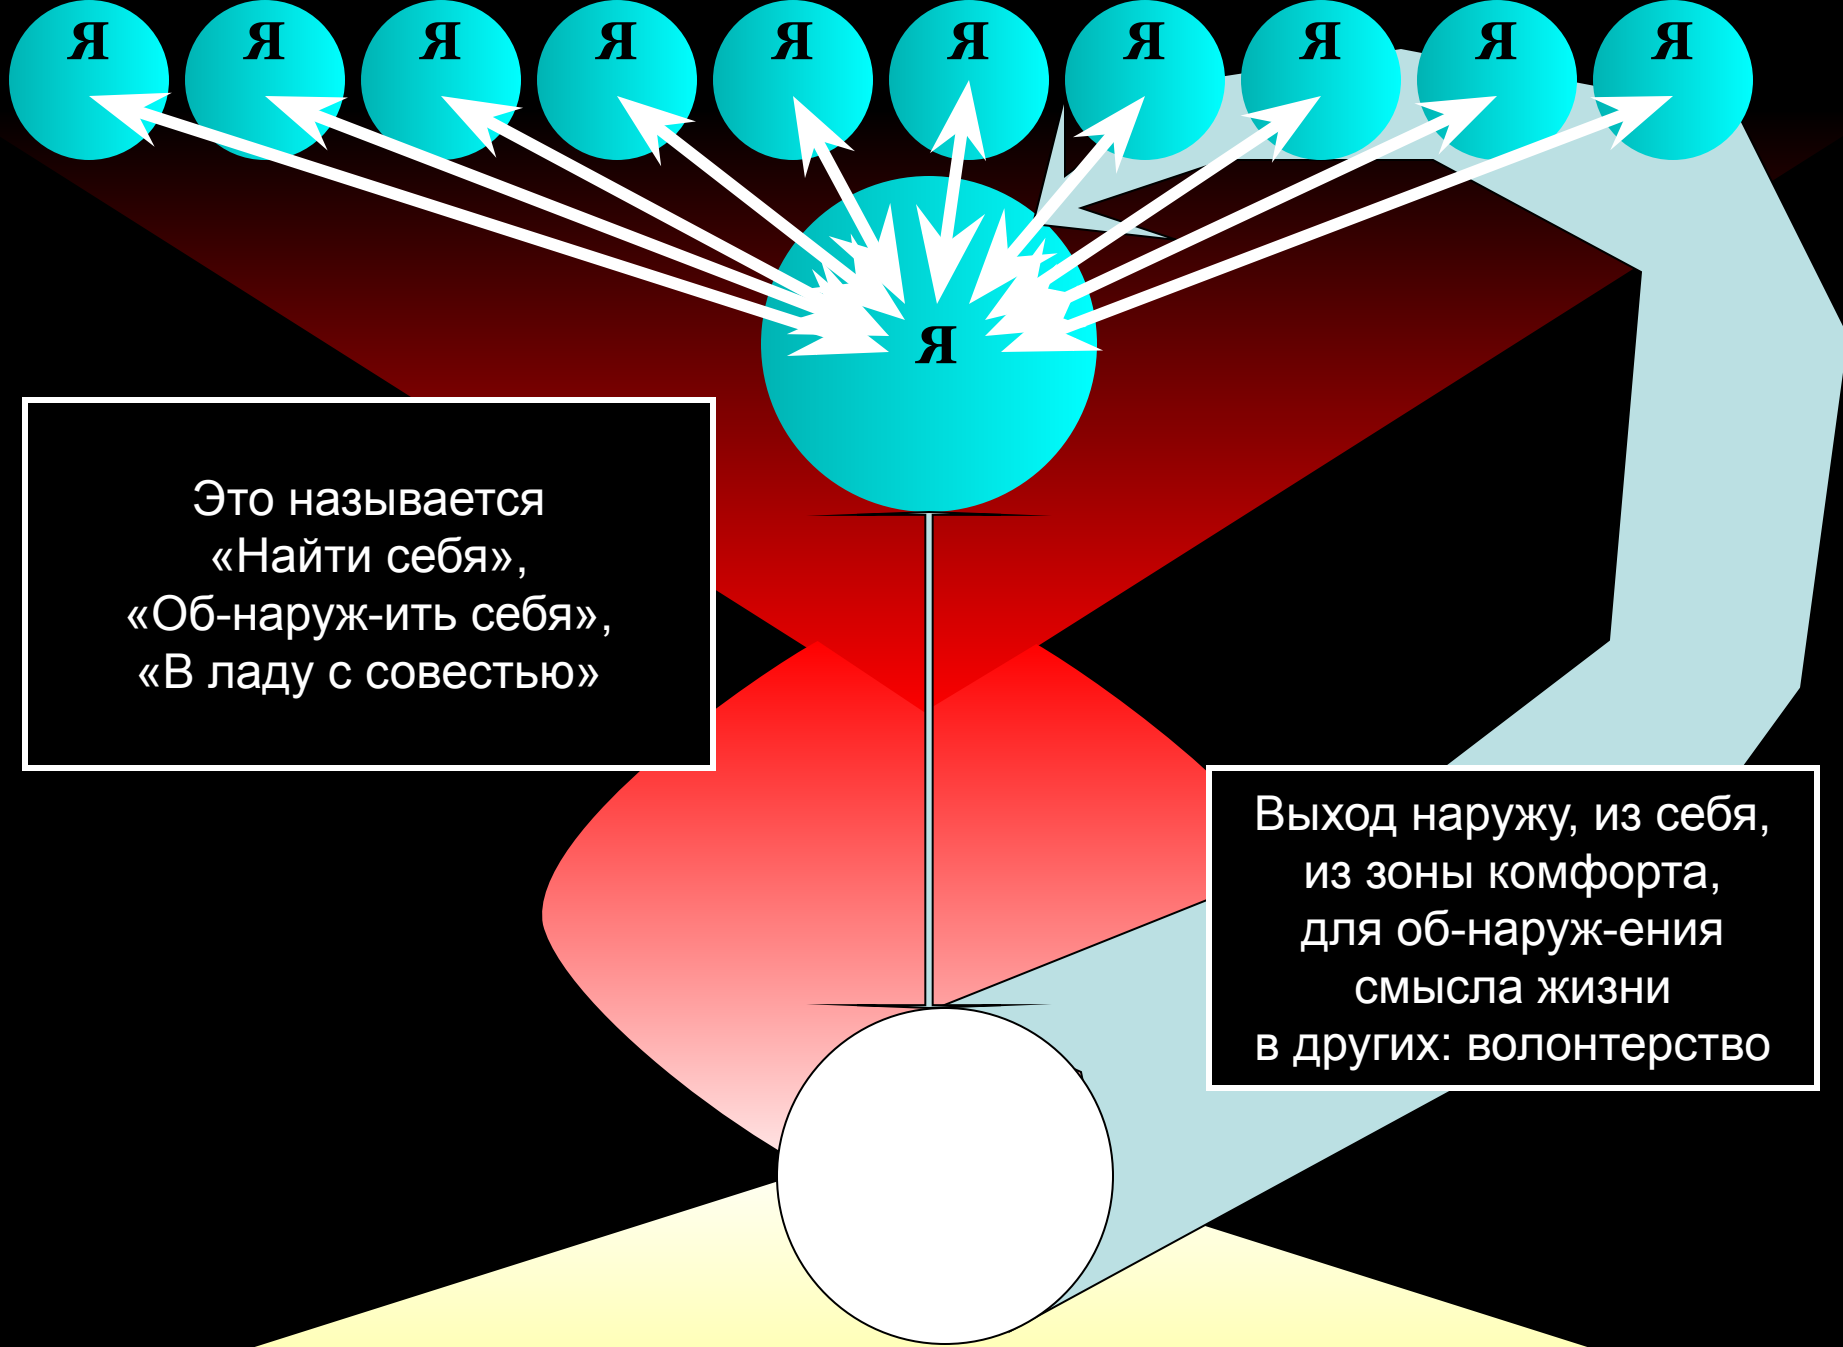 Я Я Я Я Я Я Я Я Я Я
Я
Это называется
«Найти себя»,
«Об-наруж-ить себя»,
«В ладу с совестью»
Выход наружу, из себя,
из зоны комфорта,
для об-наруж-ения
смысла жизни
в других: волонтерство